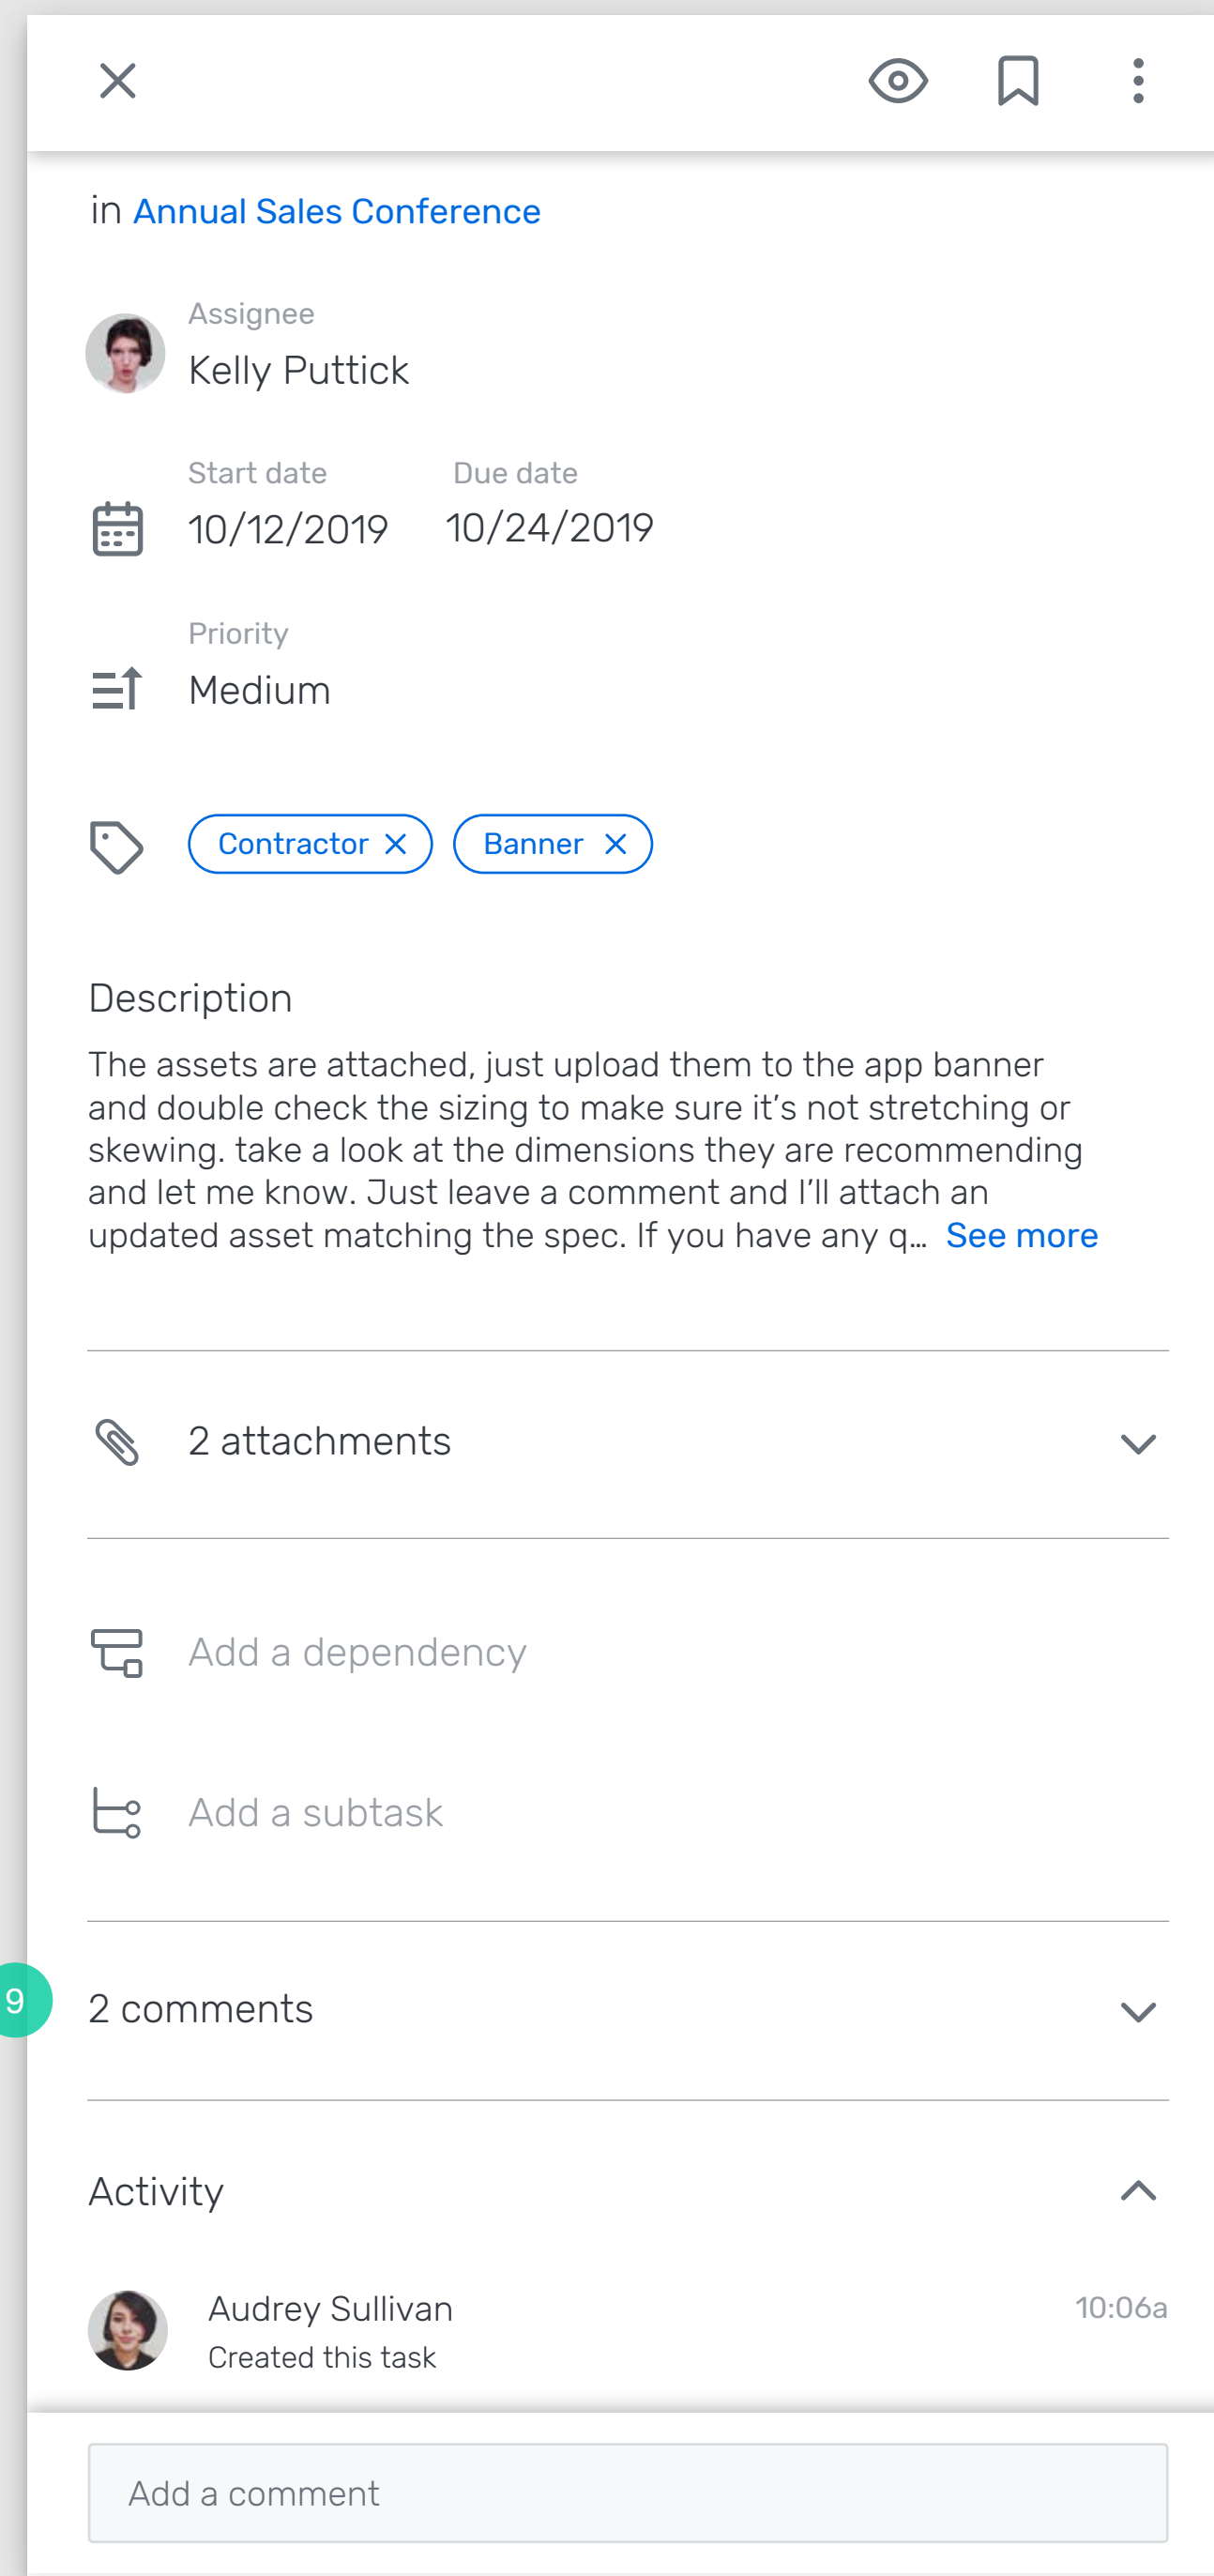 in Annual Sales Conference
Assignee
Kelly Puttick
Start date Due date
10/12/2019 10/24/2019
Priority
Medium
Contractor Banner
Description
The assets are attached, just upload them to the app banner
and double check the sizing to make sure it’s not stretching or
skewing. take a look at the dimensions they are recommending
and let me know. Just leave a comment and I’ll attach an
updated asset matching the spec. If you have any q... See more
2 attachments
Add a dependency
Add a subtask
9
2 comments
Activity
Audrey Sullivan 10:06a
Created this task
Add a comment